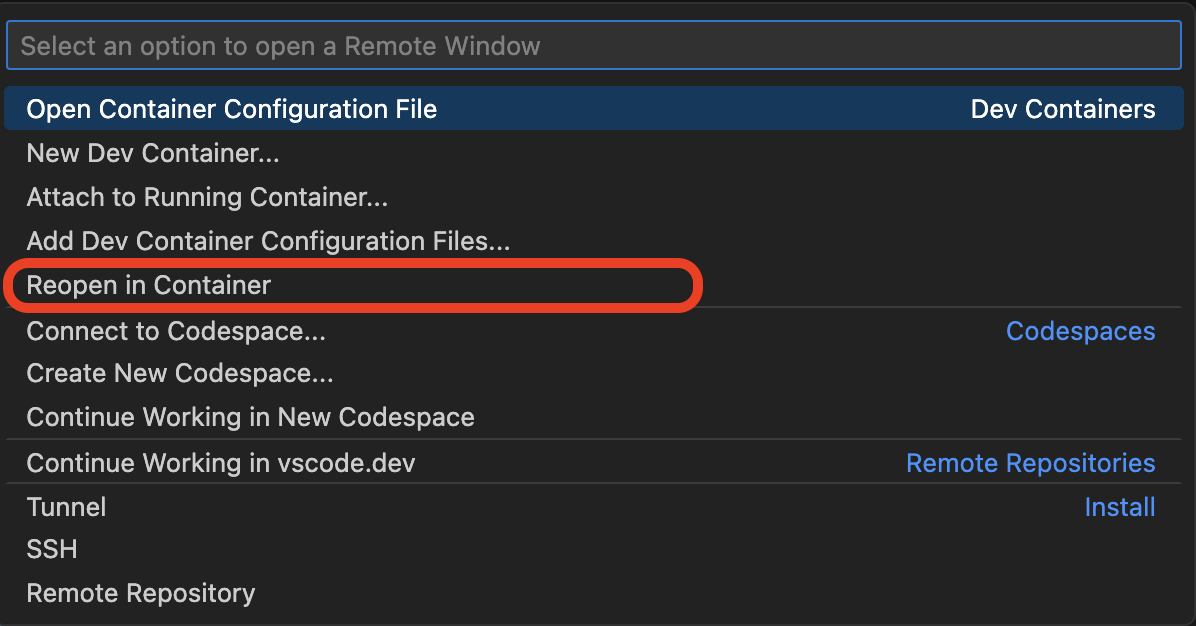 Select an option to open a Remote Window
Open Container Configuration File Dev Containers
New Dev Container...
Attach to Running Container...
Add Dev Container Configuration Files...
Reopen in Container
Connect to Codespace... Codespaces
Create New Codespace...
Continue Working in New Codespace
Continue Working in vscode.dev Remote Repositories
Tunnel Install
SSH
Remote Repository